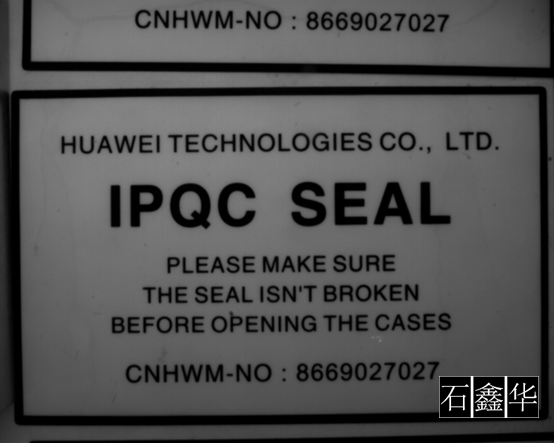 CNHWM-NO : 8669027027
HUAWEI TECHNOLOGIES CO., LTD.
IPQC SEAL
PLEASE MAKE SURE
THE SEAL ISN'T BROKEN
BEFORE OPENING THE CASES
CNHWM-NO : 8669027027
石鑫华